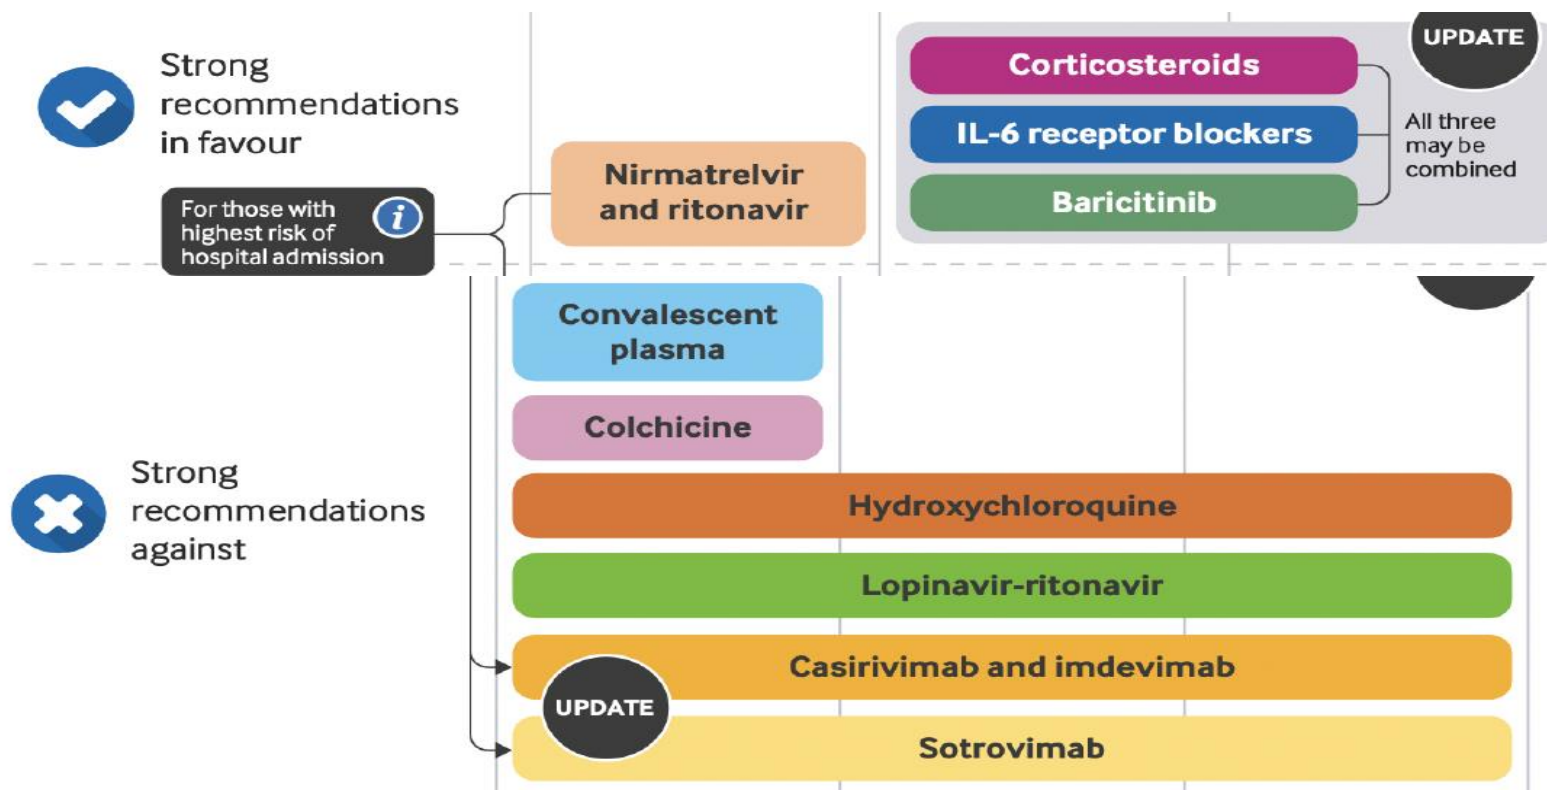 Strong
recommendations
in favour
For those with
highest risk of
hospital admission
i
Nirmatrelvir
and ritonavir
Corticosteroids
IL-6 receptor blockers
Baricitinib
All three
may be
combined
UPDATE
Strong
recommendations
against
Convalescent
plasma
Colchicine
Hydroxychloroquine
Lopinavir-ritonavir
Casirivimab and imdevimab
UPDATE
Sotrovimab